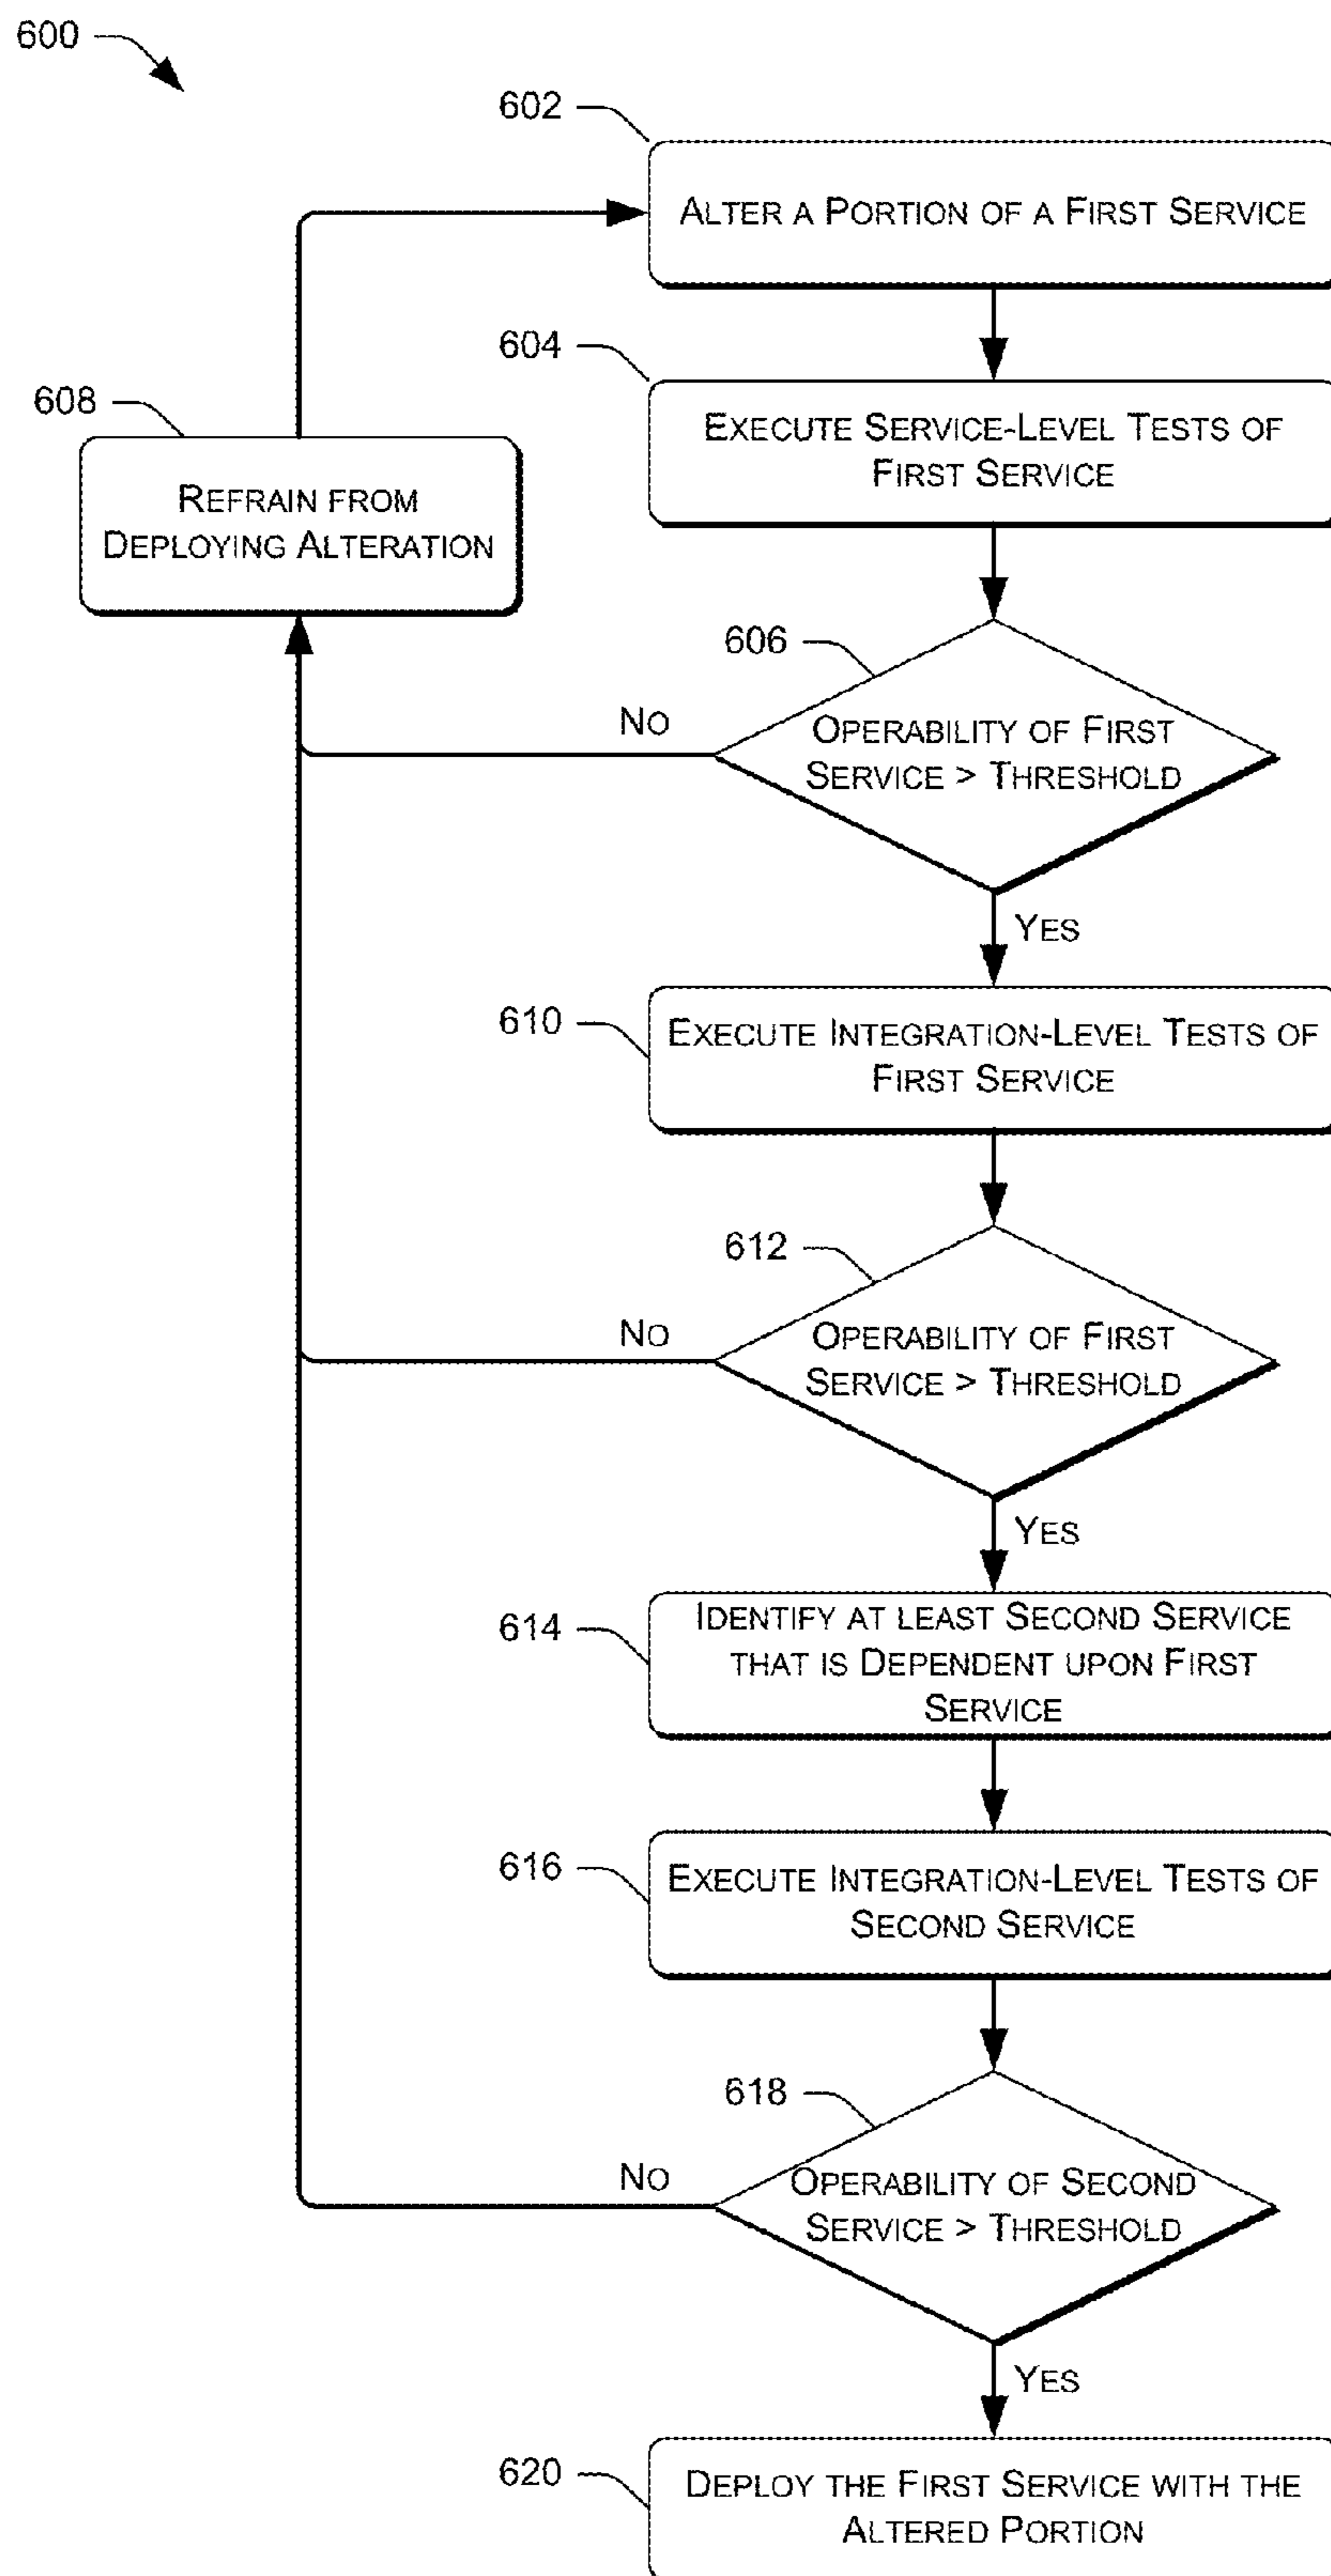 600
602
ALTER A PORTION OF A FIRST SERVICE
604
EXECUTE SERVICE-LEVEL TESTS OF
FIRST SERVICE
608
REFRAIN FROM
DEPLOYING ALTERATION
606
OPERABILITY OF FIRST
SERVICE > THRESHOLD
NO
YES
610
EXECUTE INTEGRATION-LEVEL TESTS OF
FIRST SERVICE
612
OPERABILITY OF FIRST
SERVICE > THRESHOLD
NO
YES
614
IDENTIFY AT LEAST SECOND SERVICE
THAT IS DEPENDENT UPON FIRST
SERVICE
616
EXECUTE INTEGRATION-LEVEL TESTS OF
SECOND SERVICE
618
OPERABILITY OF SECOND
SERVICE > THRESHOLD
NO
YES
620
DEPLOY THE FIRST SERVICE WITH THE
ALTERED PORTION